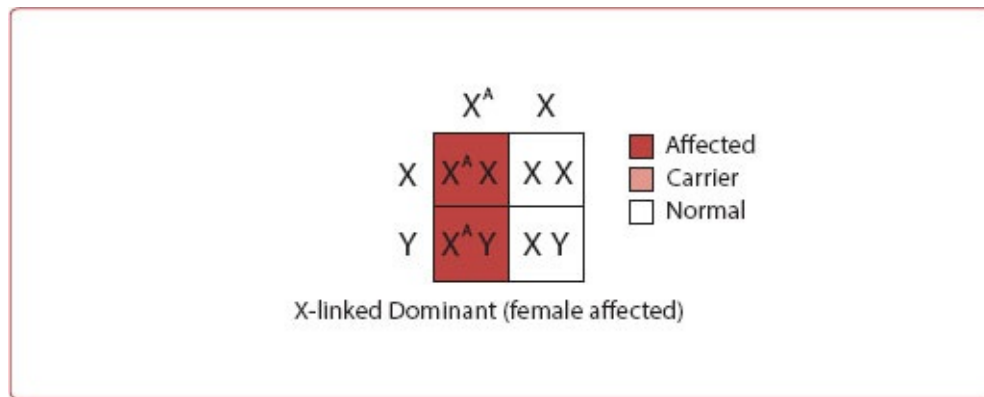 X^A X
X X^A X X X
Y X^A Y X Y
Affected
Carrier
Normal
X-linked Dominant (female affected)